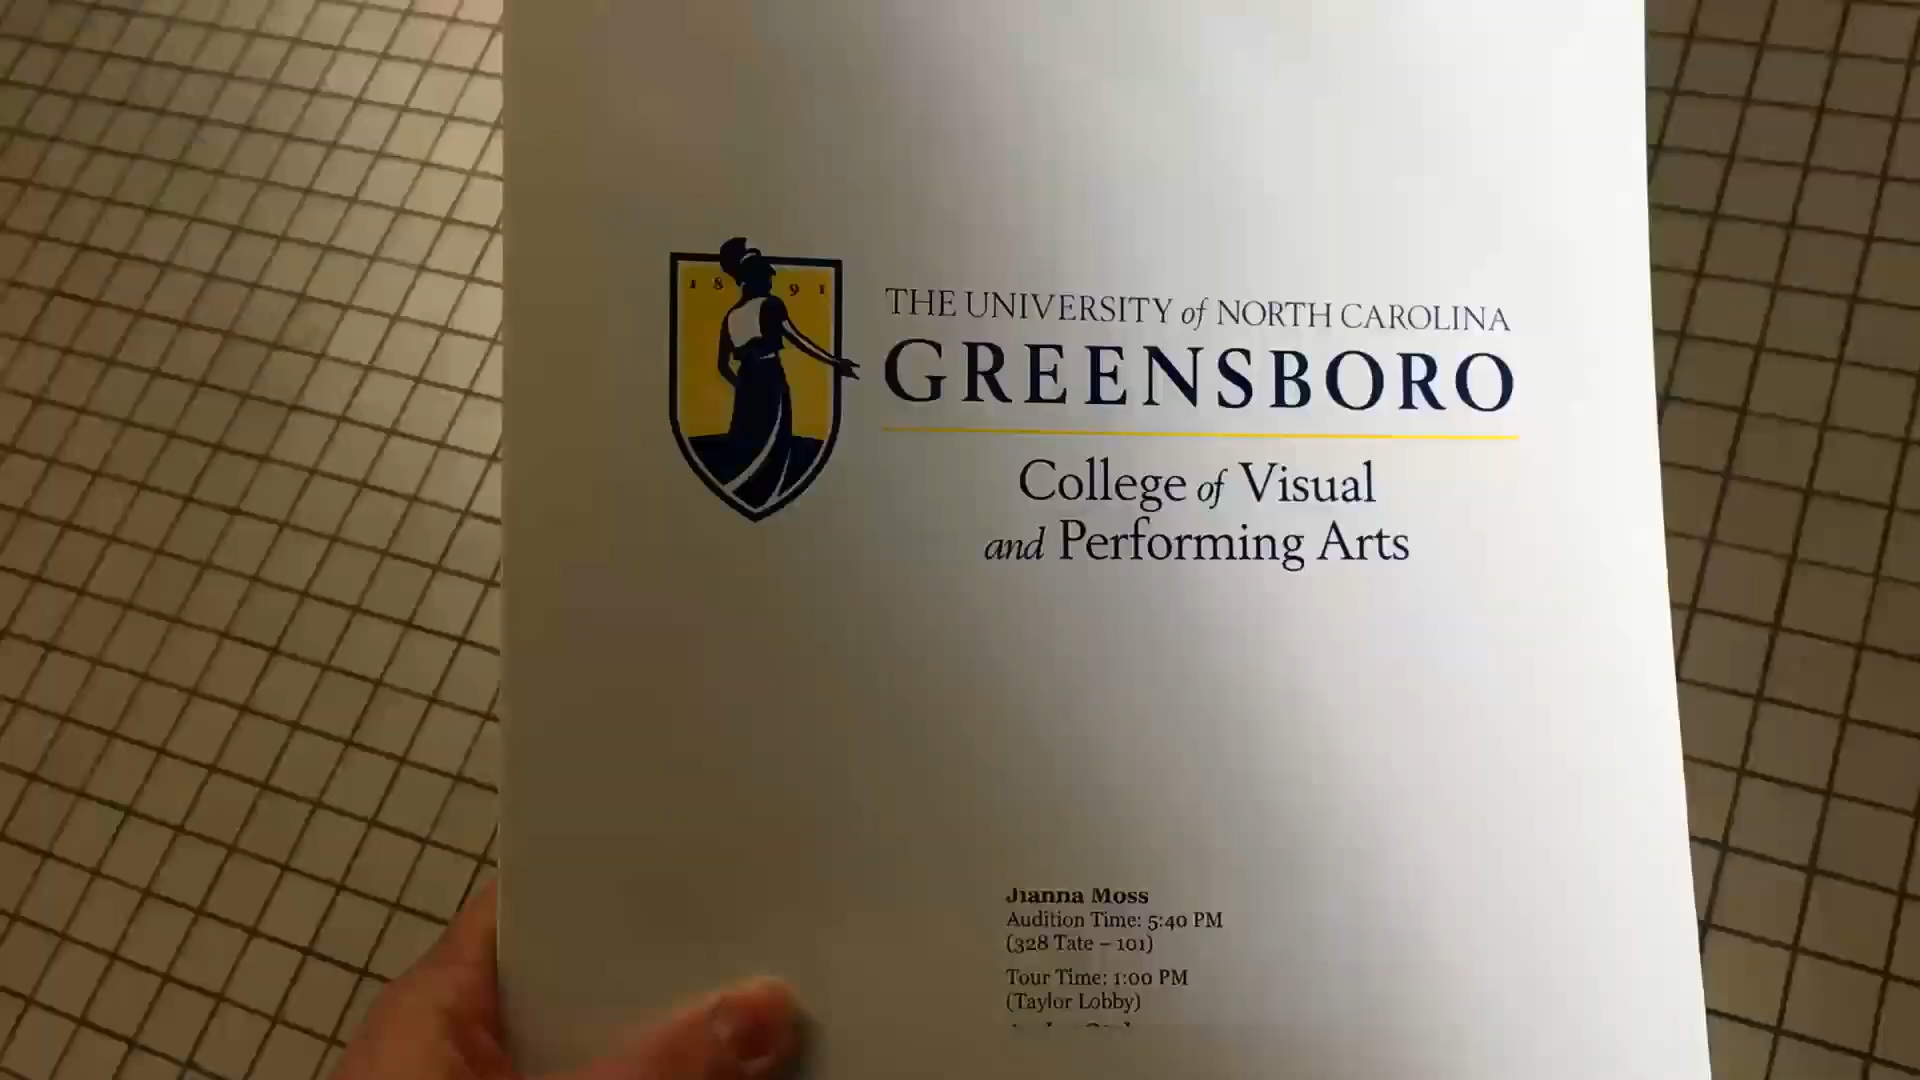 1891
THE UNIVERSITY of NORTH CAROLINA
GREENSBORO
College of Visual
and Performing Arts
Jianna Moss
Audition Time: 5:40 PM
(328 Tate – 101)
Tour Time: 1:00 PM
(Taylor Lobby)